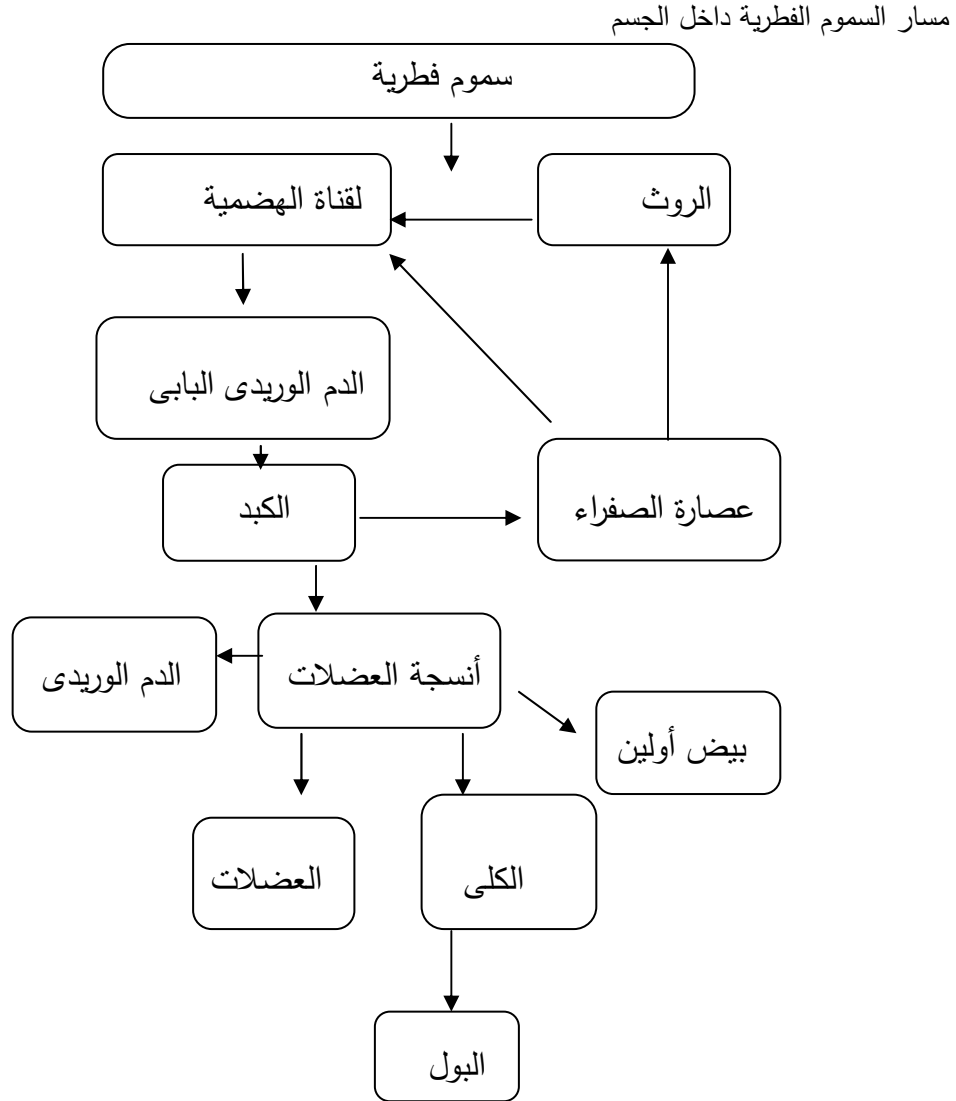 مسار السموم الفطرية داخل الجسم
سموم فطرية
الروث
لقناة الهضمية
الدم الوريدى البابى
عصارة الصفراء
الكبد
أنسجة العضلات
الدم الوريدى
بيض أولين
الكلى
العضلات
البول